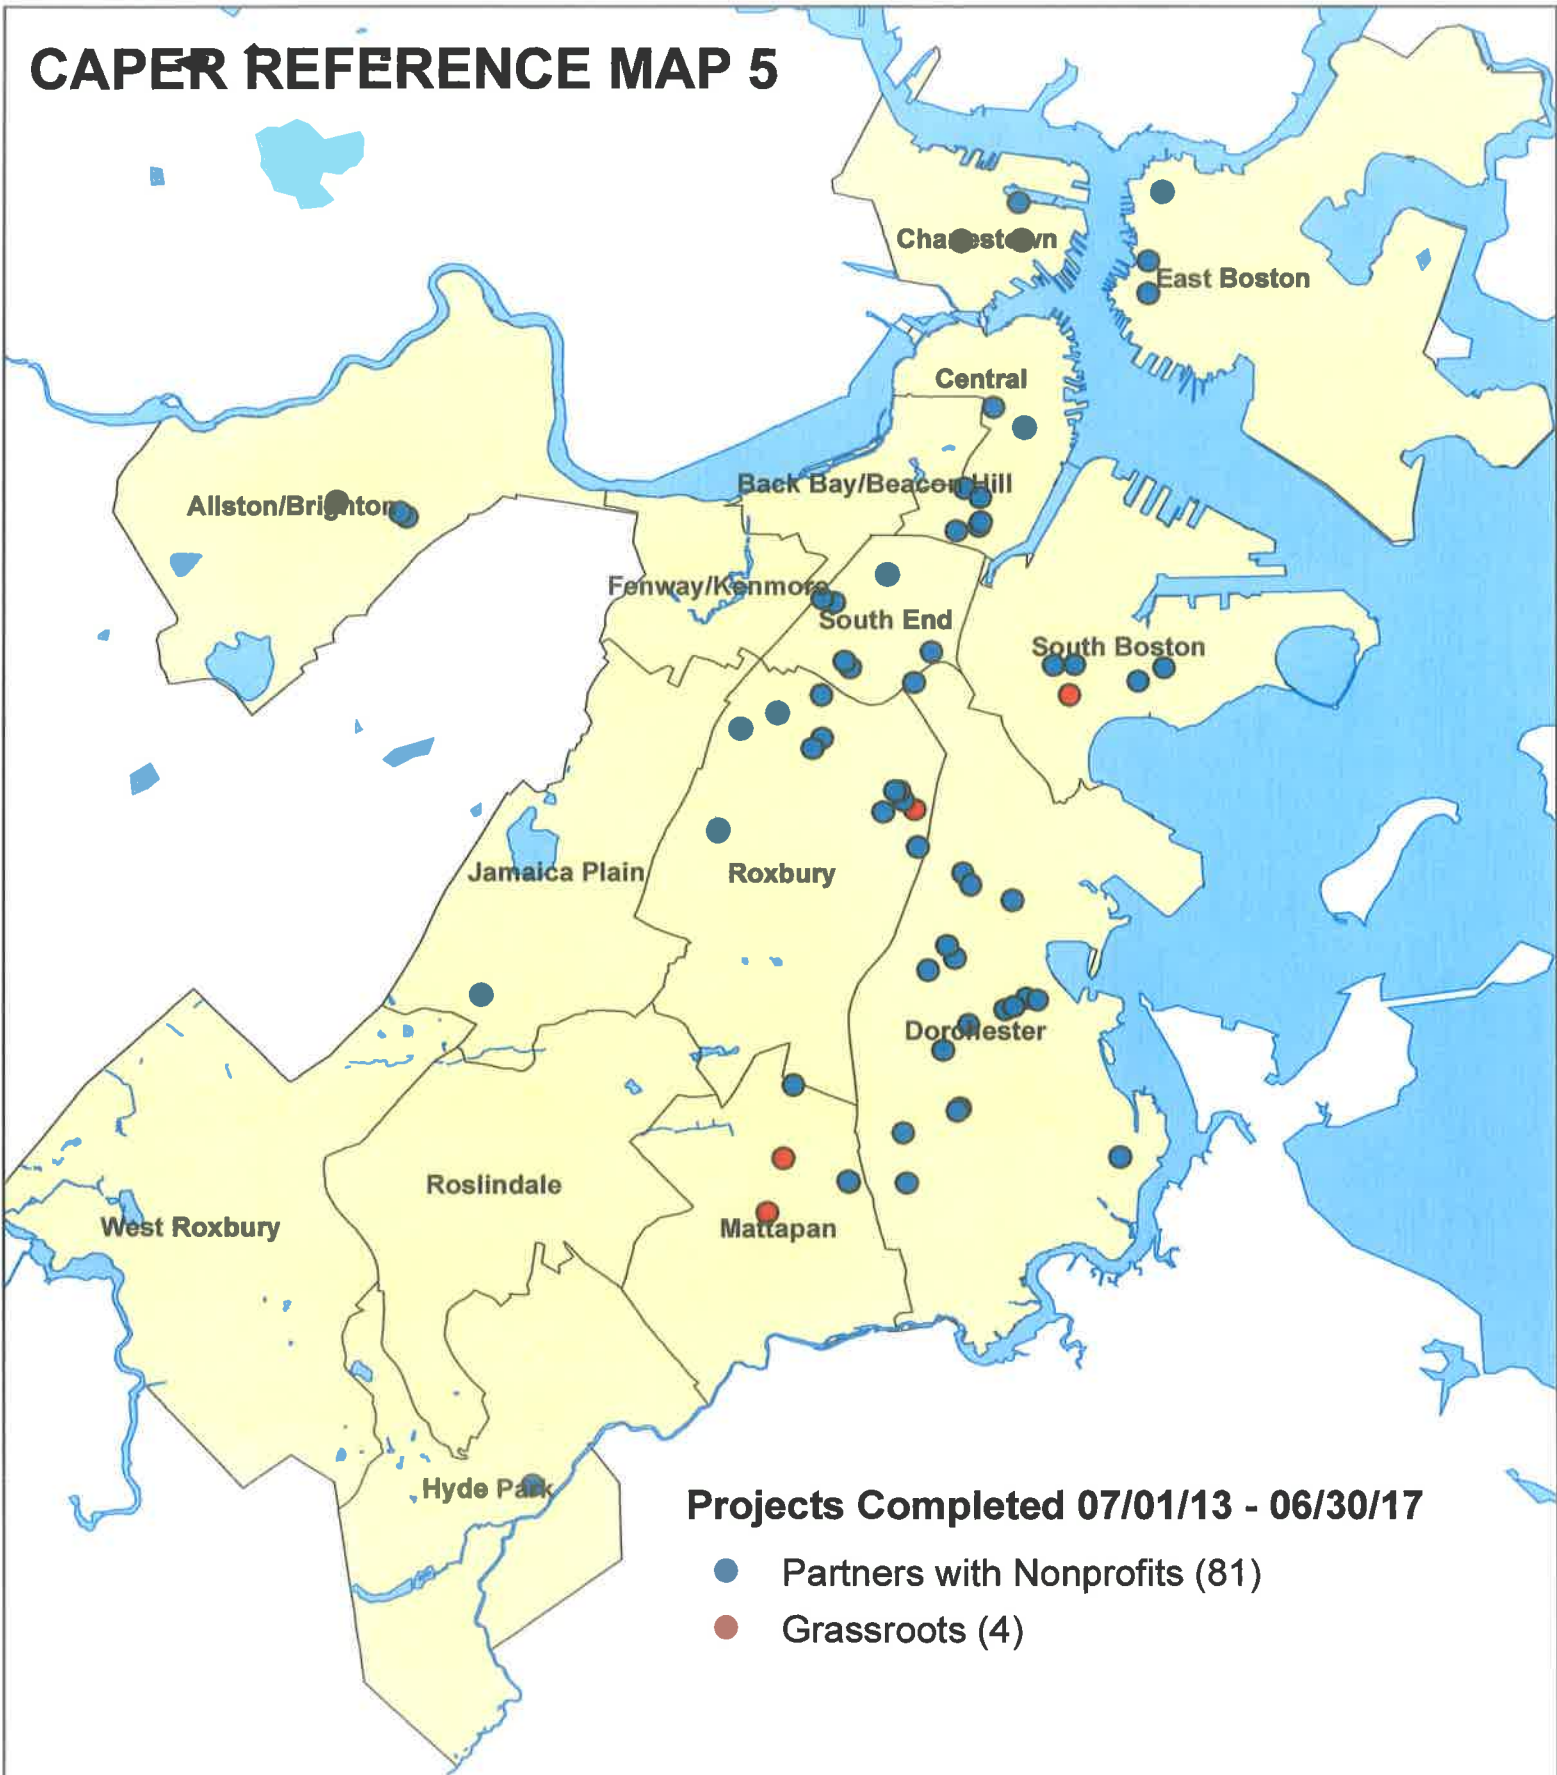 CAPER REFERENCE MAP 5
Charlestown
East Boston
Central
Back Bay/Beacon Hill
Allston/Brighton
Fenway/Kenmore
South End
South Boston
Jamaica Plain
Roxbury
Dorchester
Roslindale
West Roxbury
Mattapan
Hyde Park
Projects Completed 07/01/13 - 06/30/17
Partners with Nonprofits (81)
Grassroots (4)